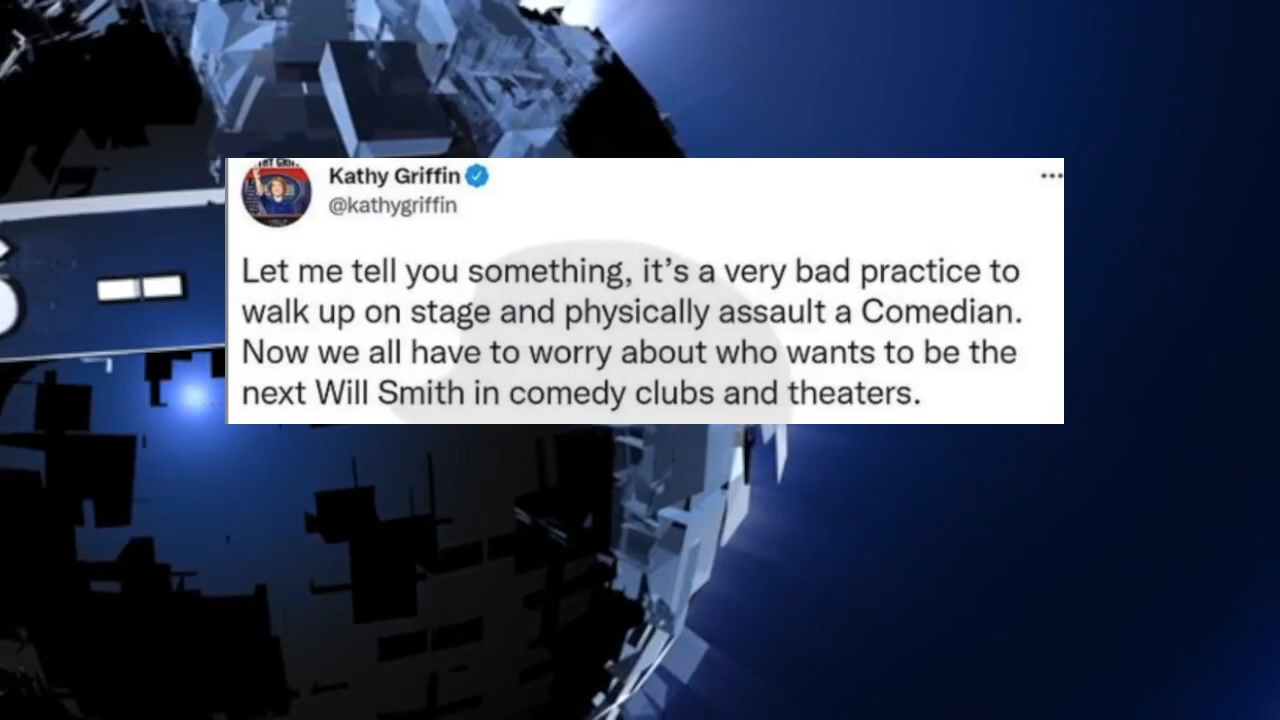 Kathy Griffin
@kathygriffin
Let me tell you something, it's a very bad practice to
walk up on stage and physically assault a Comedian.
Now we all have to worry about who wants to be the
next Will Smith in comedy clubs and theaters.